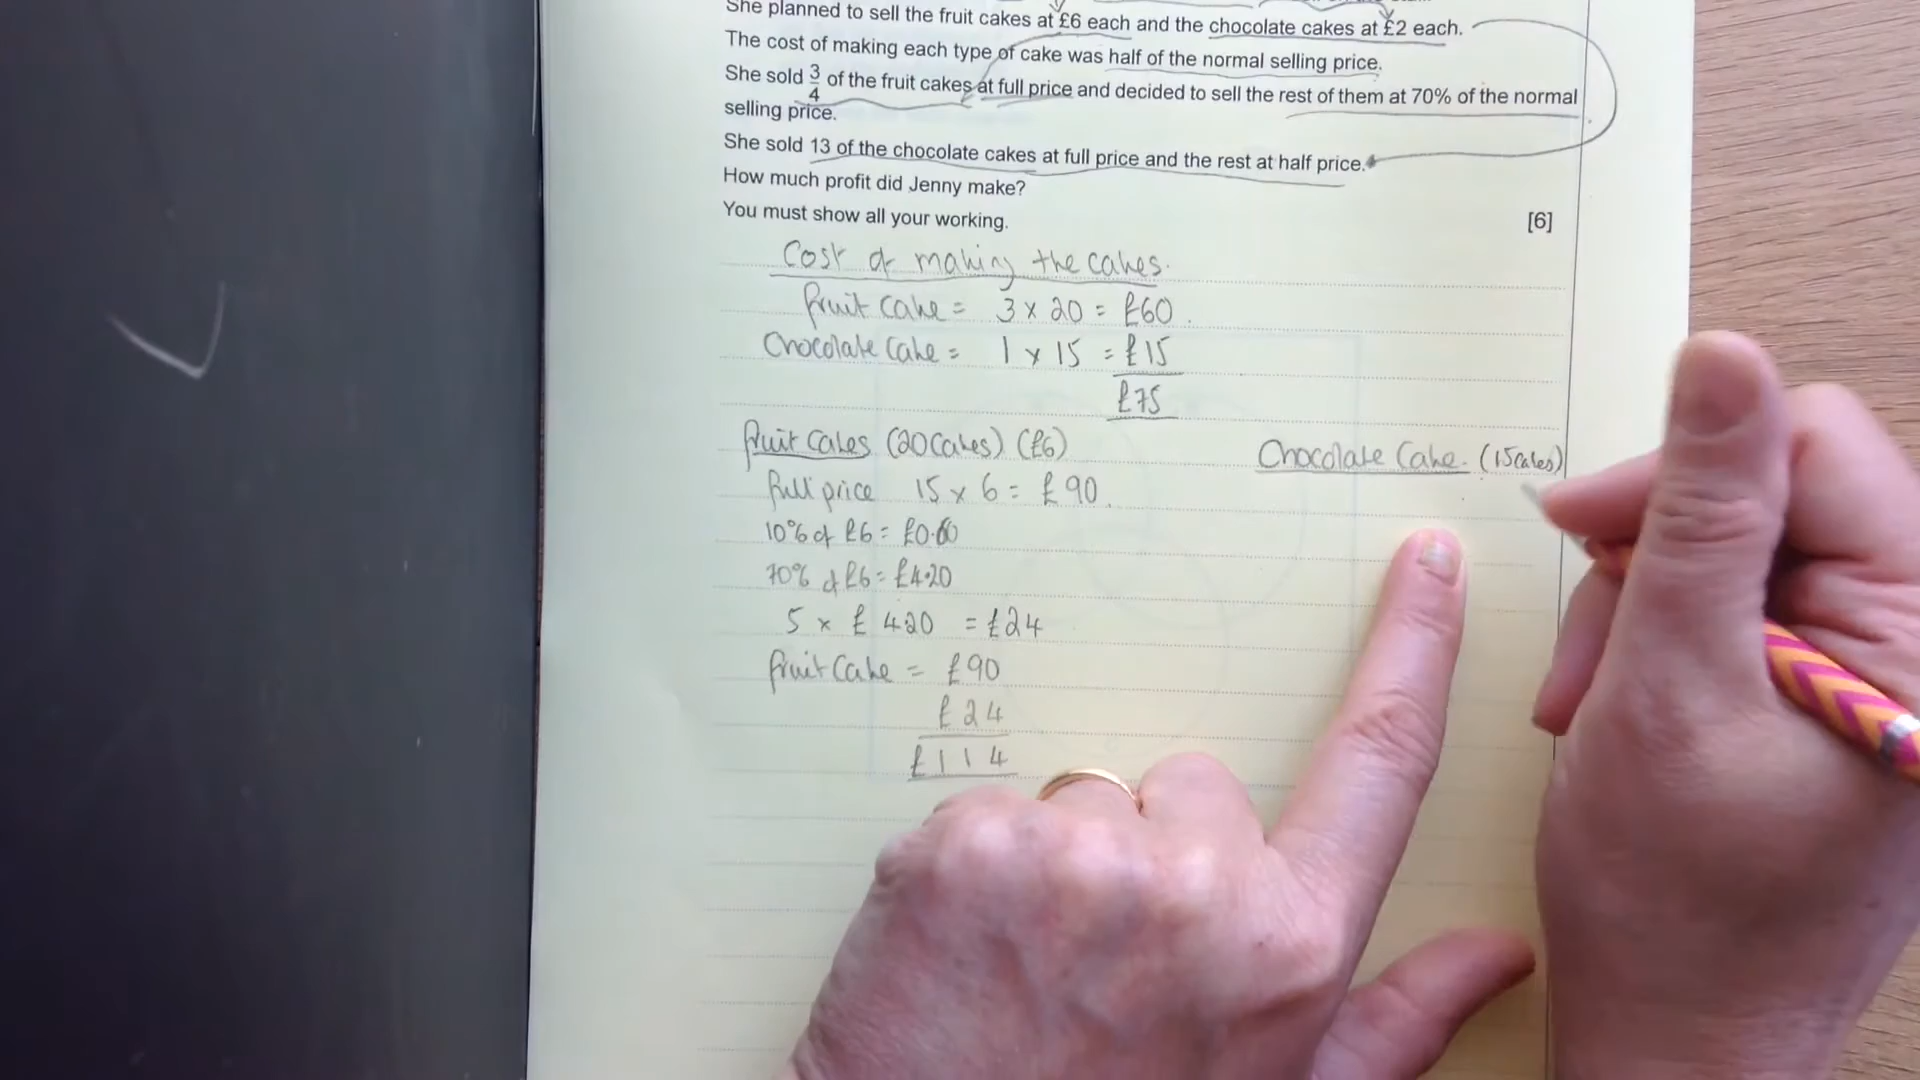 She planned to sell the fruit cakes at £6 each and the chocolate cakes at £2 each.
The cost of making each type of cake was half of the normal selling price.
She sold 3/4 of the fruit cakes at full price and decided to sell the rest of them at 70% of the normal
selling price.
She sold 13 of the chocolate cakes at full price and the rest at half price.
How much profit did Jenny make?
You must show all your working.
[6]
Cost of making the cakes.
fruit cake = 3 x 20 = £60.
Chocolate Cake = 1 x 15 = £15
£75
fruit Cakes (20 Cakes) (£6)
full price 15 x 6 = £90.
10% of £6 = £0.60
70% of £6 = £4.20
5 x £ 420 = £24
fruit Cake = £90
£24
£114
Chocolate Cake. (15 Cakes)